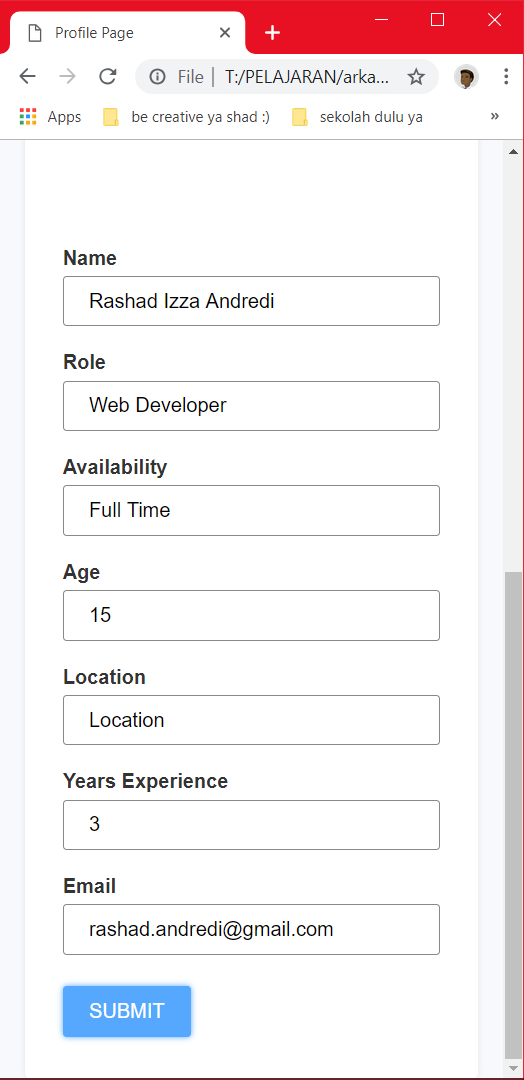 Profile Page
File | T:/PELAJARAN/arka...
Apps be creative ya shad :) sekolah dulu ya »
Name
Rashad Izza Andredi
Role
Web Developer
Availability
Full Time
Age
15
Location
Location
Years Experience
3
Email
rashad.andredi@gmail.com
SUBMIT